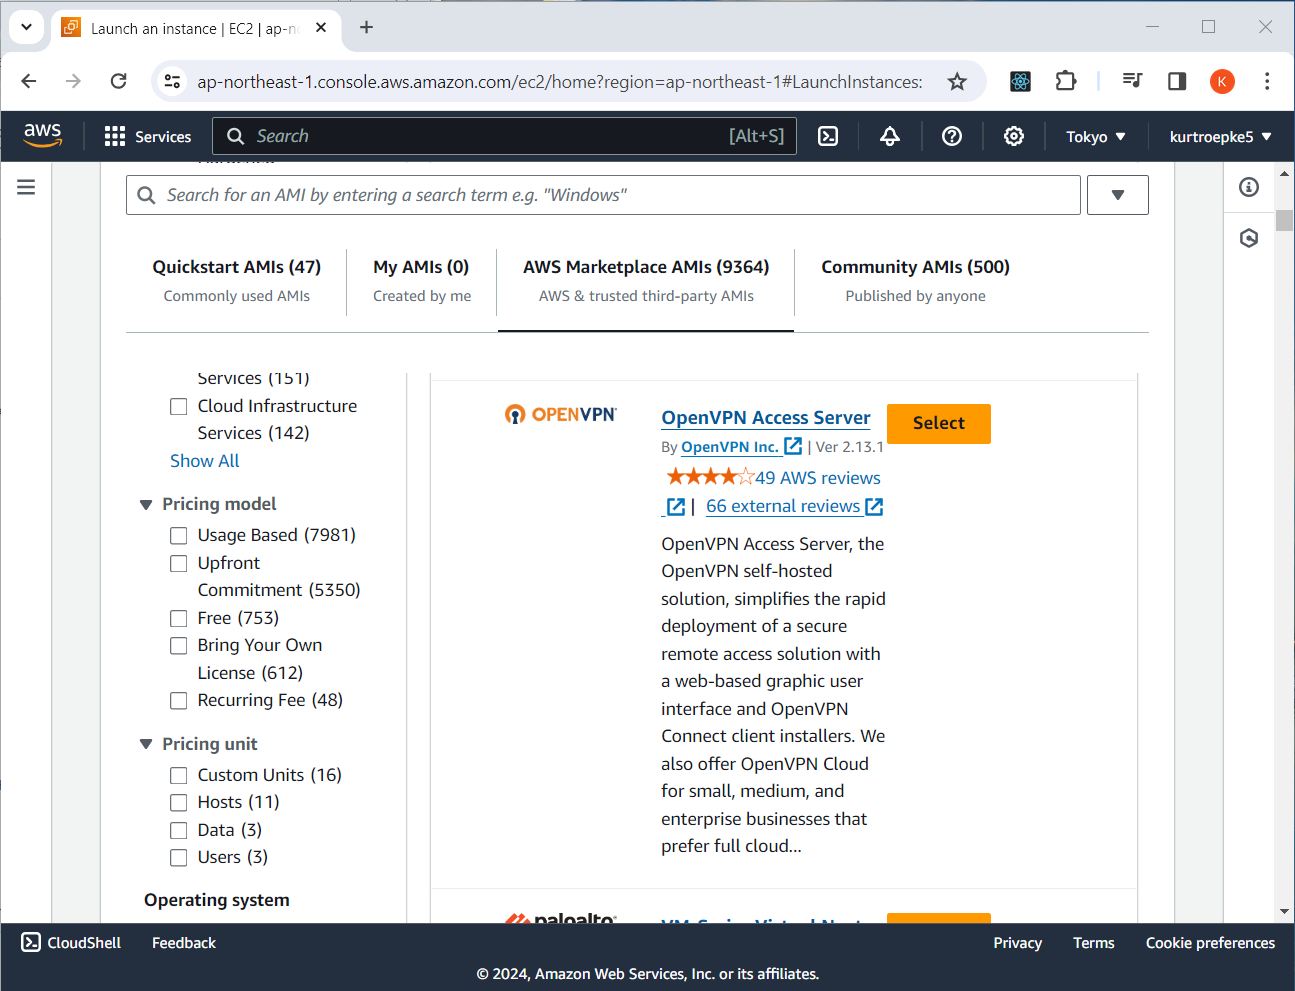 Launch an instance | EC2 | ap-no
ap-northeast-1.console.aws.amazon.com/ec2/home?region=ap-northeast-1#LaunchInstances:
K
aws
Services
Search
[Alt+S]
Tokyo
kurtroepke5
Search for an AMI by entering a search term e.g. "Windows"
Quickstart AMIs (47)
Commonly used AMIs
My AMIs (0)
Created by me
AWS Marketplace AMIs (9364)
AWS & trusted third-party AMIs
Community AMIs (500)
Published by anyone
Services (151)
Cloud Infrastructure
Services (142)
Show All
Pricing model
Usage Based (7981)
Upfront
Commitment (5350)
Free (753)
Bring Your Own
License (612)
Recurring Fee (48)
Pricing unit
Custom Units (16)
Hosts (11)
Data (3)
Users (3)
Operating system
OPENVPN
OpenVPN Access Server
By OpenVPN Inc. | Ver 2.13.1
49 AWS reviews
| 66 external reviews
OpenVPN Access Server, the
OpenVPN self-hosted
solution, simplifies the rapid
deployment of a secure
remote access solution with
a web-based graphic user
interface and OpenVPN
Connect client installers. We
also offer OpenVPN Cloud
for small, medium, and
enterprise businesses that
prefer full cloud...
Select
paloalto
VM-Series Virtual Next
CloudShell
Feedback
Privacy
Terms
Cookie preferences
© 2024, Amazon Web Services, Inc. or its affiliates.